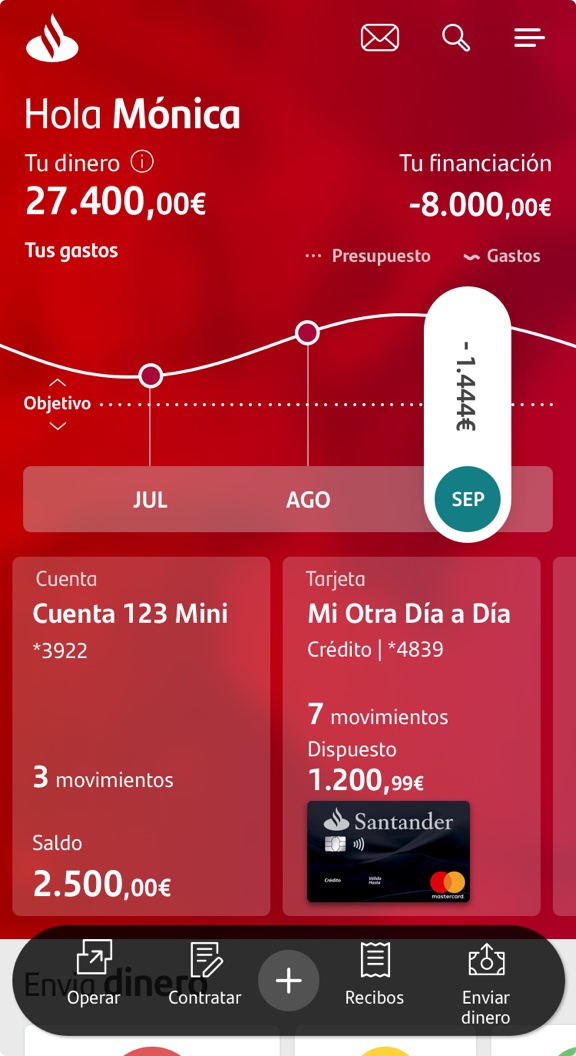 Hola Mónica
Tu dinero
Tu financiación
27.400,00€
-8.000,00€
Tus gastos
Presupuesto
Gastos
- 1.444€
Objetivo
JUL
AGO
SEP
Cuenta
Cuenta 123 Mini
*3922
3 movimientos
Saldo
2.500,00€
Tarjeta
Mi Otra Día a Día
Crédito | *4839
7 movimientos
Dispuesto
1.200,99€
Santander
Crédito
Válida
Hasta
mastercard
Envia dinero
Operar
Contratar
+
Recibos
Enviar
dinero